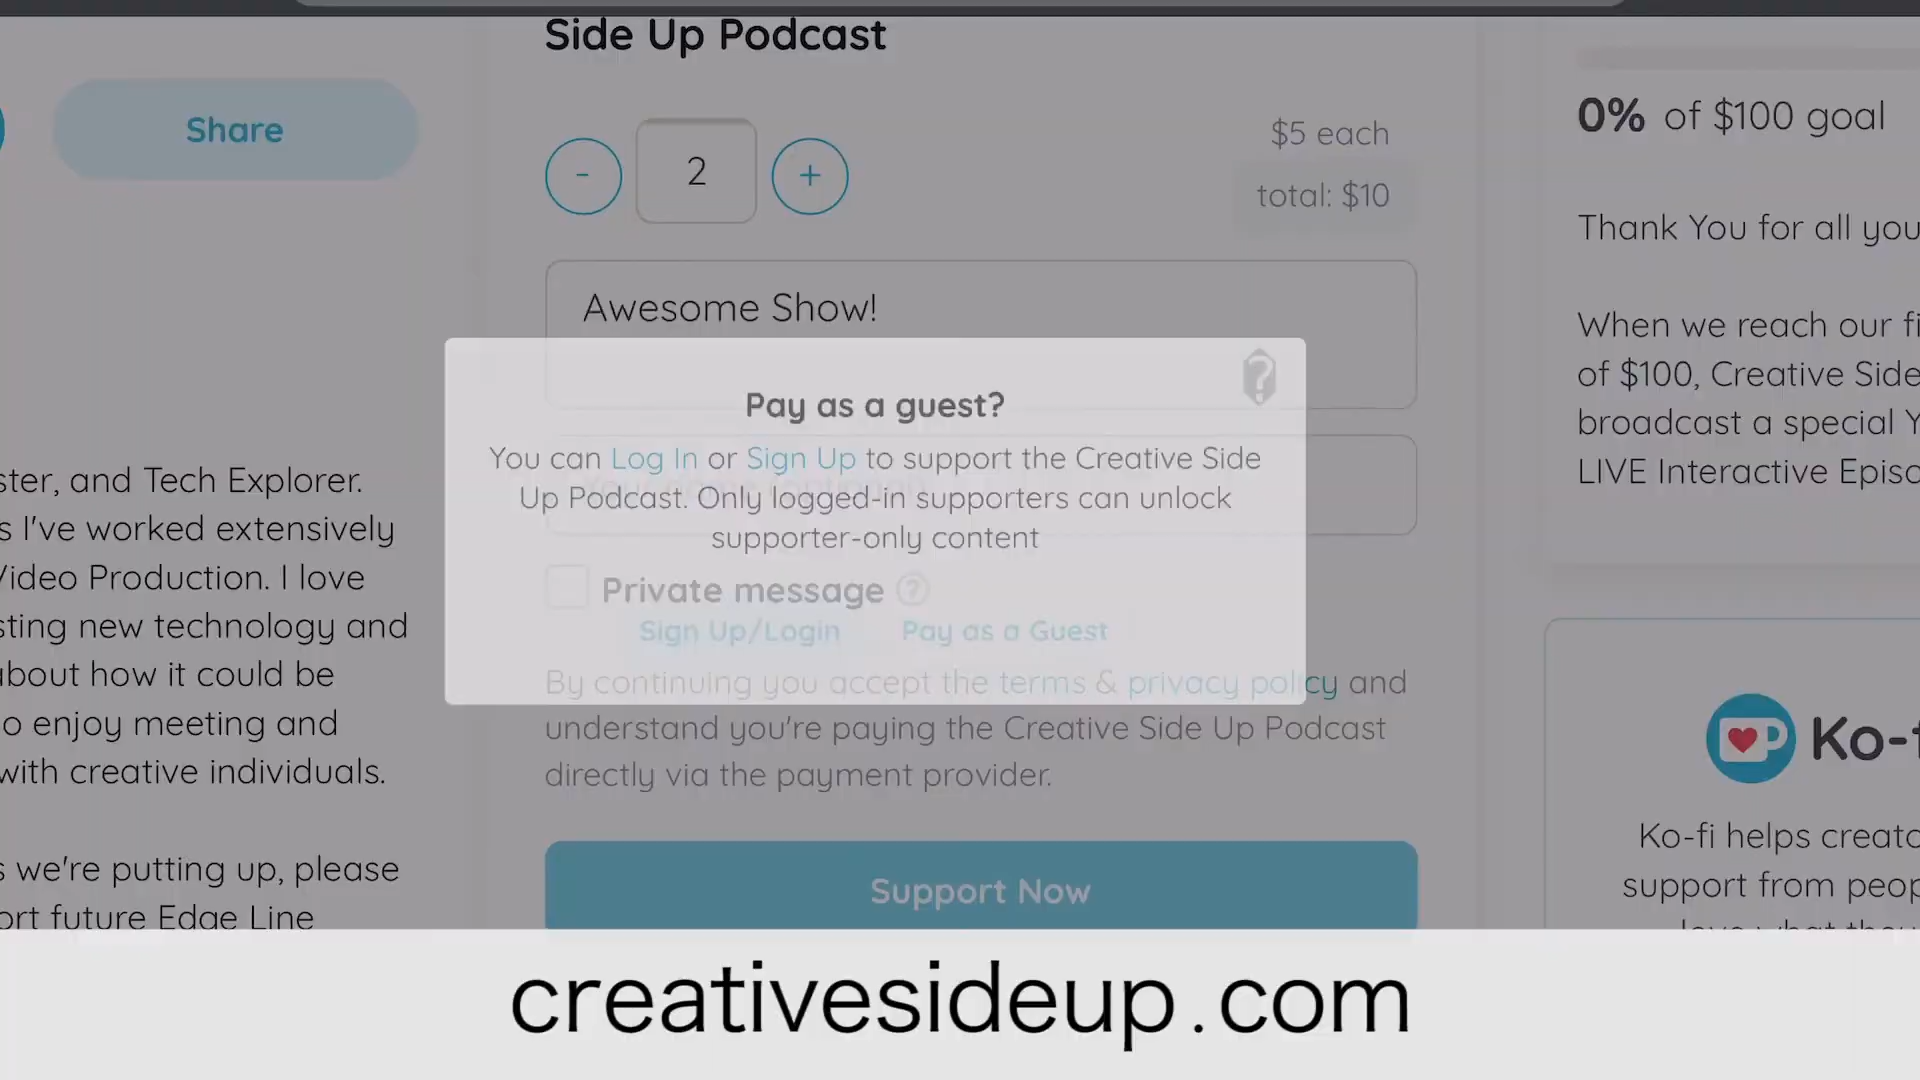 Side Up Podcast
Share
-
2
+
$5 each
total: $10
Awesome Show!
Pay as a guest?
You can Log In or Sign Up to support the Creative Side
Up Podcast. Only logged-in supporters can unlock
supporter-only content
Private message ?
Sign Up/Login
Pay as a Guest
By continuing you accept the terms & privacy policy and
understand you're paying the Creative Side Up Podcast
directly via the payment provider.
Support Now
ster, and Tech Explorer.
s I've worked extensively
Video Production. I love
sting new technology and
about how it could be
o enjoy meeting and
with creative individuals.
s we're putting up, please
ort future Edge Line
0% of $100 goal
Thank You for all you
When we reach our fi
of $100, Creative Side
broadcast a special Y
LIVE Interactive Episo
Ko-f
Ko-fi helps creato
support from peop
love what they
creativesideup.com